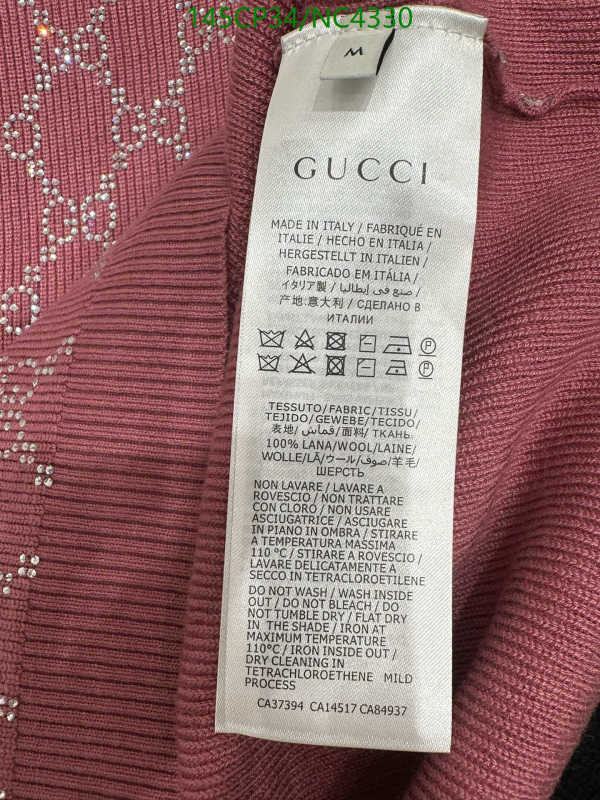 145CP34/NC4330
M
GUCCI
MADE IN ITALY / FABRIQUÉ EN
ITALIE / HECHO EN ITALIA /
HERGESTELLT IN ITALIEN /
FABRICADO EM ITÁLIA /
イタリア製 / صنع في إيطاليا /
产地:意大利 / СДЕЛАНО В
ИТАЛИИ
TESSUTO/FABRIC/TISSU/
TEJIDO/GEWEBE/TECIDO/
表地/قماش/面料/ ТКАНЬ
100% LANA/WOOL/LAINE/
WOLLE/LÃ/ウール/صوف/羊毛/
ШЕРСТЬ
NON LAVARE / LAVARE A
ROVESCIO / NON TRATTARE
CON CLORO / NON USARE
ASCIUGATRICE / ASCIUGARE
IN PIANO IN OMBRA / STIRARE
A TEMPERATURA MASSIMA
110 °C / STIRARE A ROVESCIO /
LAVARE DELICATAMENTE A
SECCO IN TETRACLOROETILENE
DO NOT WASH / WASH INSIDE
OUT / DO NOT BLEACH / DO
NOT TUMBLE DRY / FLAT DRY
IN THE SHADE / IRON AT
MAXIMUM TEMPERATURE
110°C / IRON INSIDE OUT /
DRY CLEANING IN
TETRACHLOROETHENE MILD
PROCESS
CA37394 CA14517 CA84937